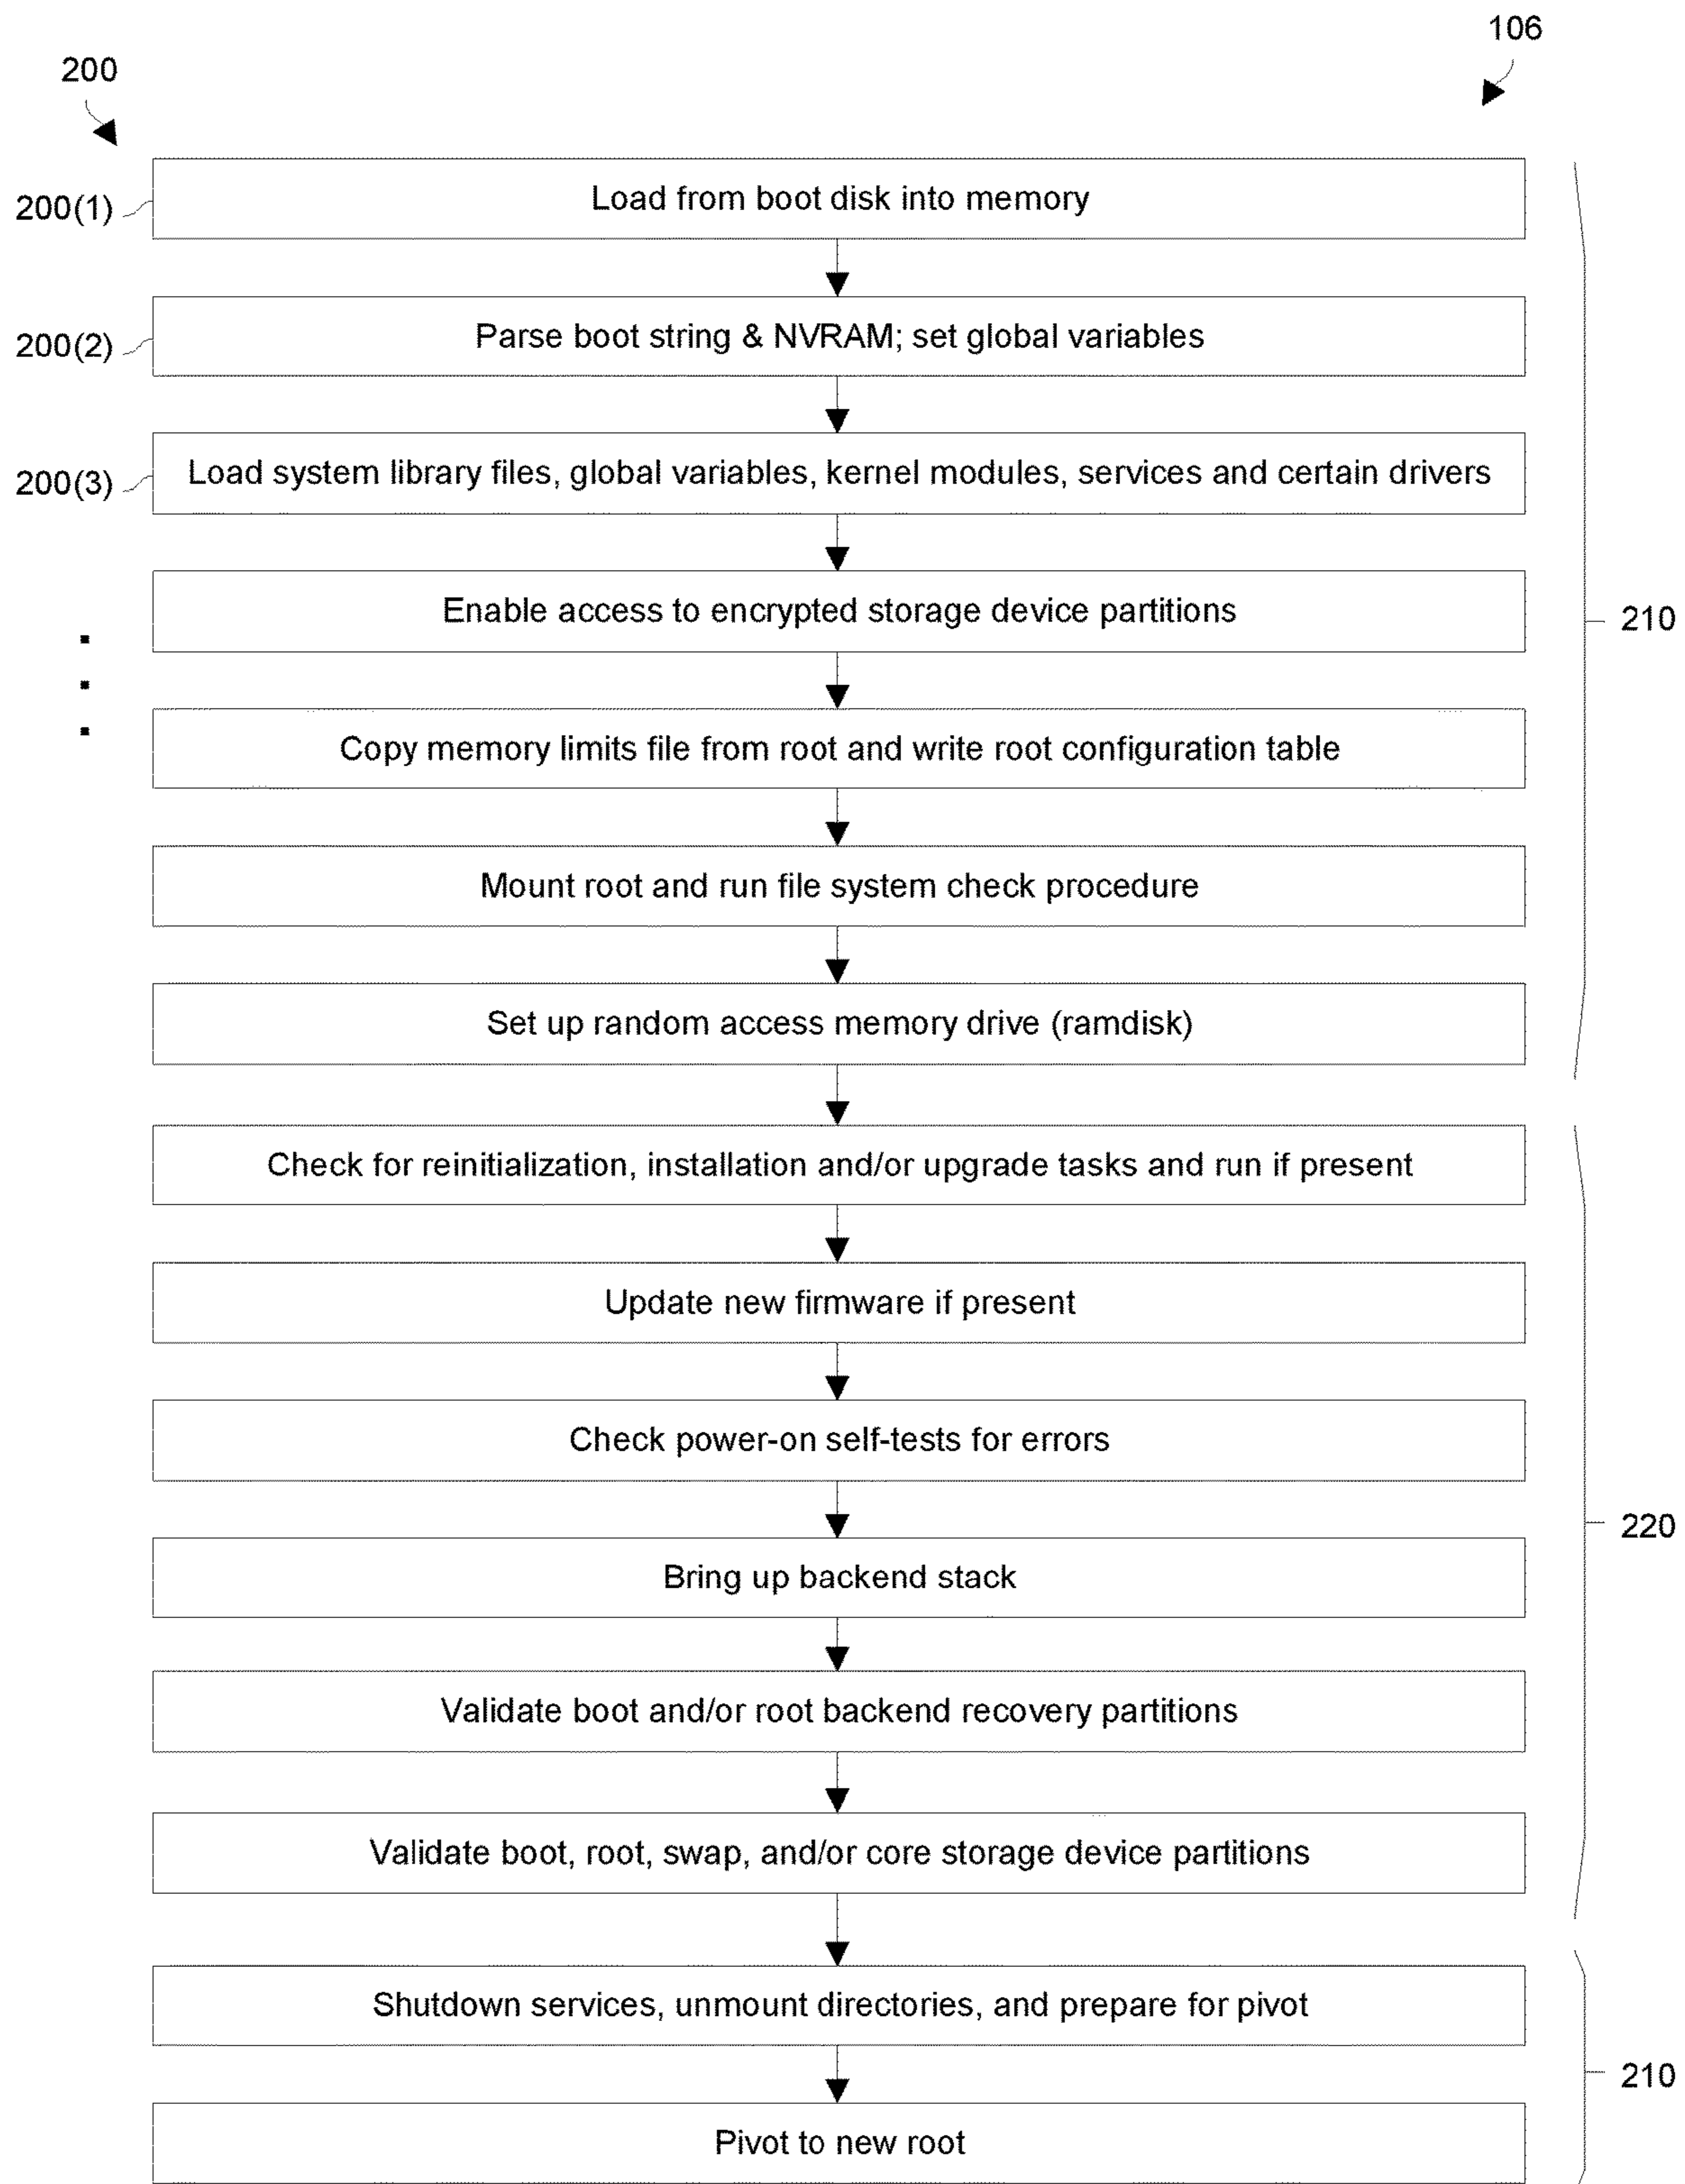 106
200
200(1)
Load from boot disk into memory
200(2)
Parse boot string & NVRAM; set global variables
200(3)
Load system library files, global variables, kernel modules, services and certain drivers
Enable access to encrypted storage device partitions
210
Copy memory limits file from root and write root configuration table
Mount root and run file system check procedure
Set up random access memory drive (ramdisk)
Check for reinitialization, installation and/or upgrade tasks and run if present
Update new firmware if present
Check power-on self-tests for errors
220
Bring up backend stack
Validate boot and/or root backend recovery partitions
Validate boot, root, swap, and/or core storage device partitions
Shutdown services, unmount directories, and prepare for pivot
210
Pivot to new root